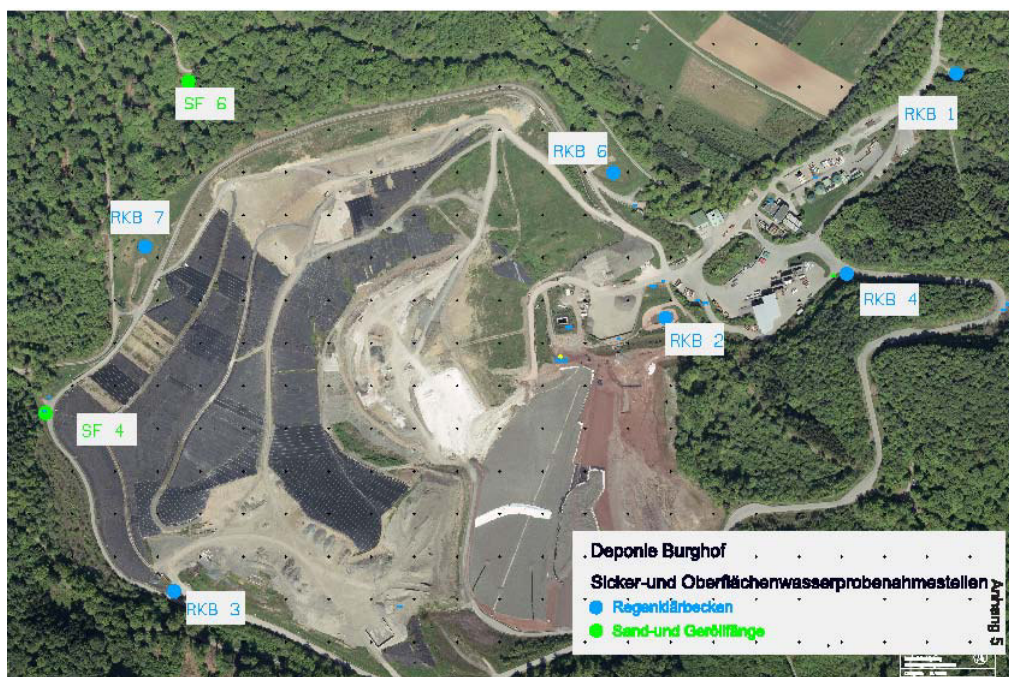 SF 6
RKB 1
RKB 6
RKB 7
RKB 4
RKB 2
SF 4
RKB 3
Deponie Burghof
Sicker-und Oberflächenwasserprobenahmestellen
Regenklärbecken
Sand-und Geröllfänge
Anhang 5